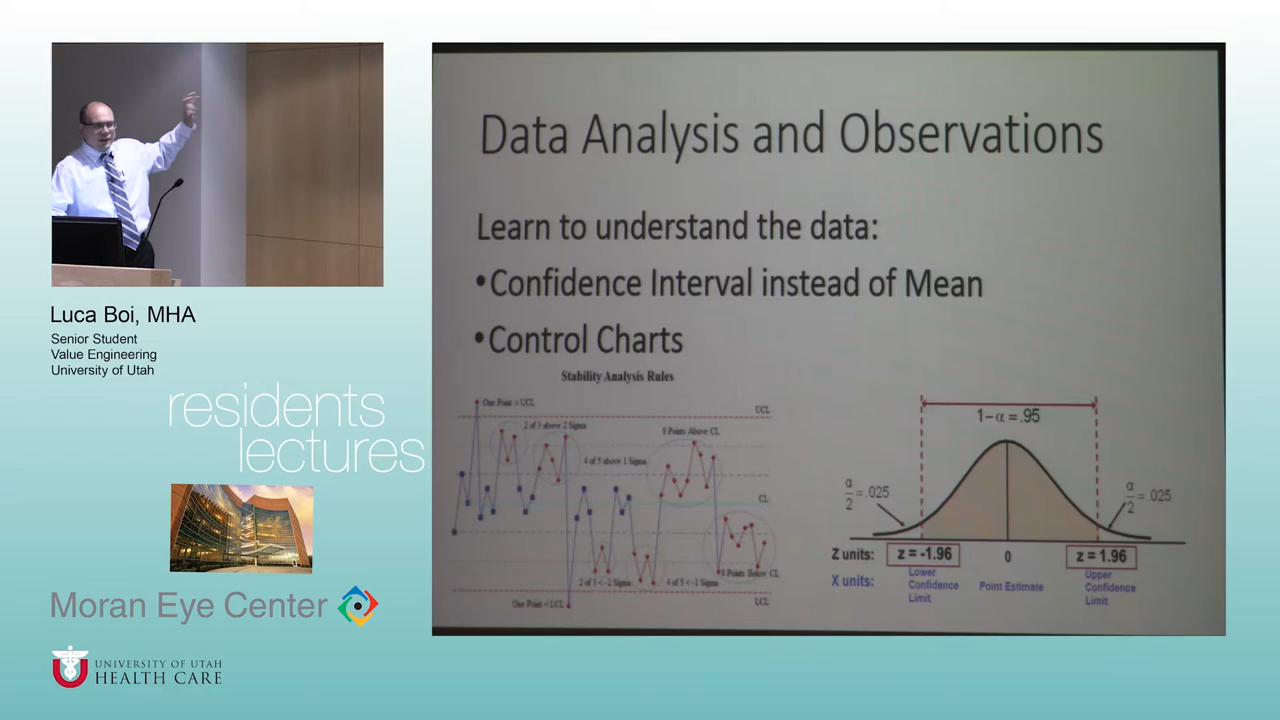 Data Analysis and Observations
Learn to understand the data:
•Confidence Interval instead of Mean
•Control Charts
Stability Analysis Rules
One Point > UCL
UCL
2 of 3 above 2 Sigma
8 Points Above CL
4 of 5 above 1 Sigma
CL
2 of 3 < -2 Sigma
4 of 5 < -1 Sigma
8 Points Below CL
One Point < LCL
LCL
1-α = .95
α/2 = .025
α/2 = .025
Z units: z = -1.96 0 z = 1.96
X units: Lower Confidence Limit Point Estimate Upper Confidence Limit
Luca Boi, MHA
Senior Student
Value Engineering
University of Utah
residents
lectures
Moran Eye Center
UNIVERSITY OF UTAH
HEALTH CARE